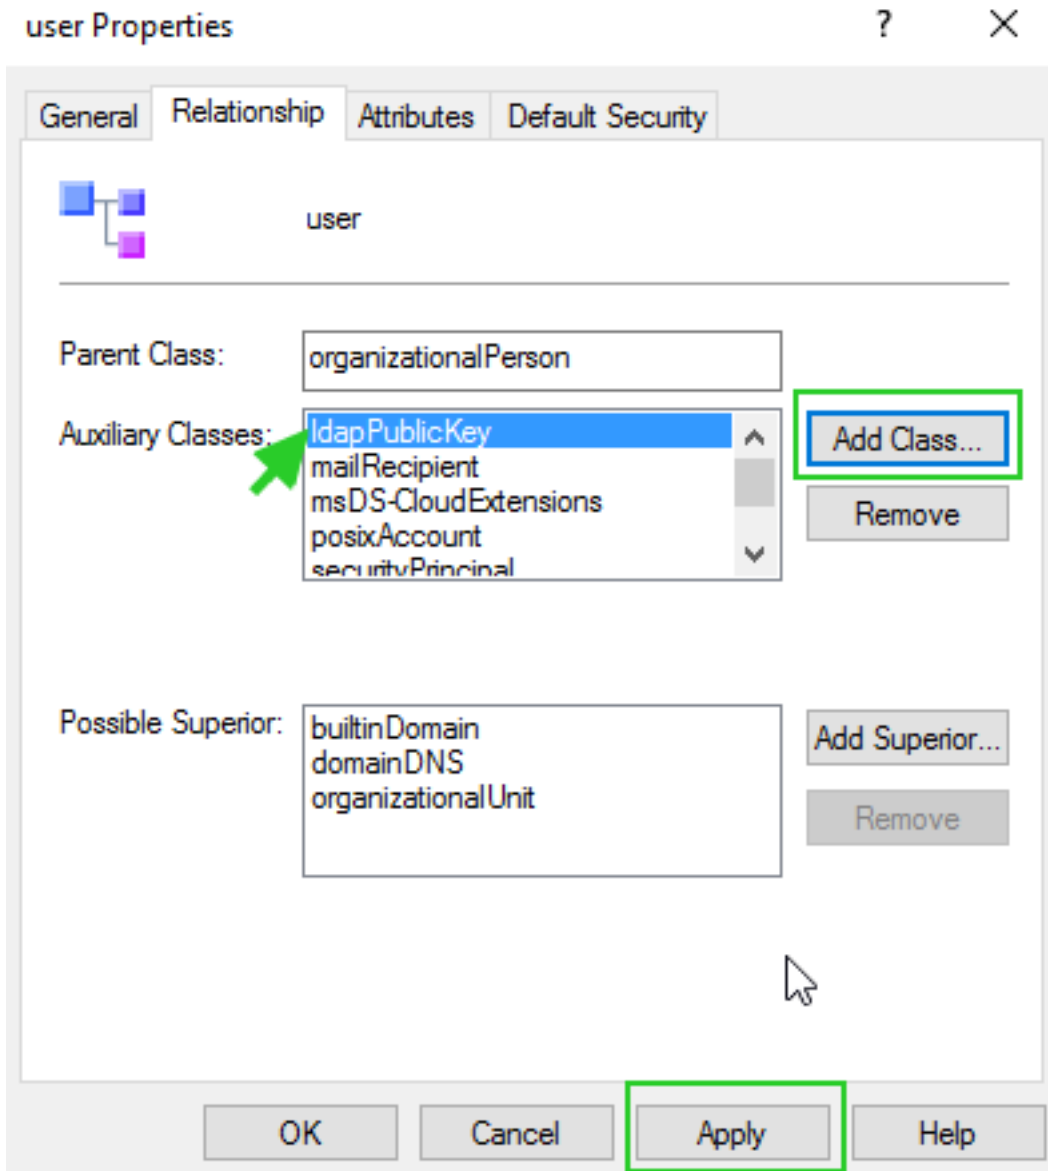 user Properties
?
General
Relationship
Attributes
Default Security
user
Parent Class:
organizationalPerson
Auxiliary Classes:
ldapPublicKey
mailRecipient
msDS-CloudExtensions
posixAccount
securityPrincipal
Add Class...
Remove
Possible Superior:
builtinDomain
domainDNS
organizationalUnit
Add Superior...
Remove
OK
Cancel
Apply
Help